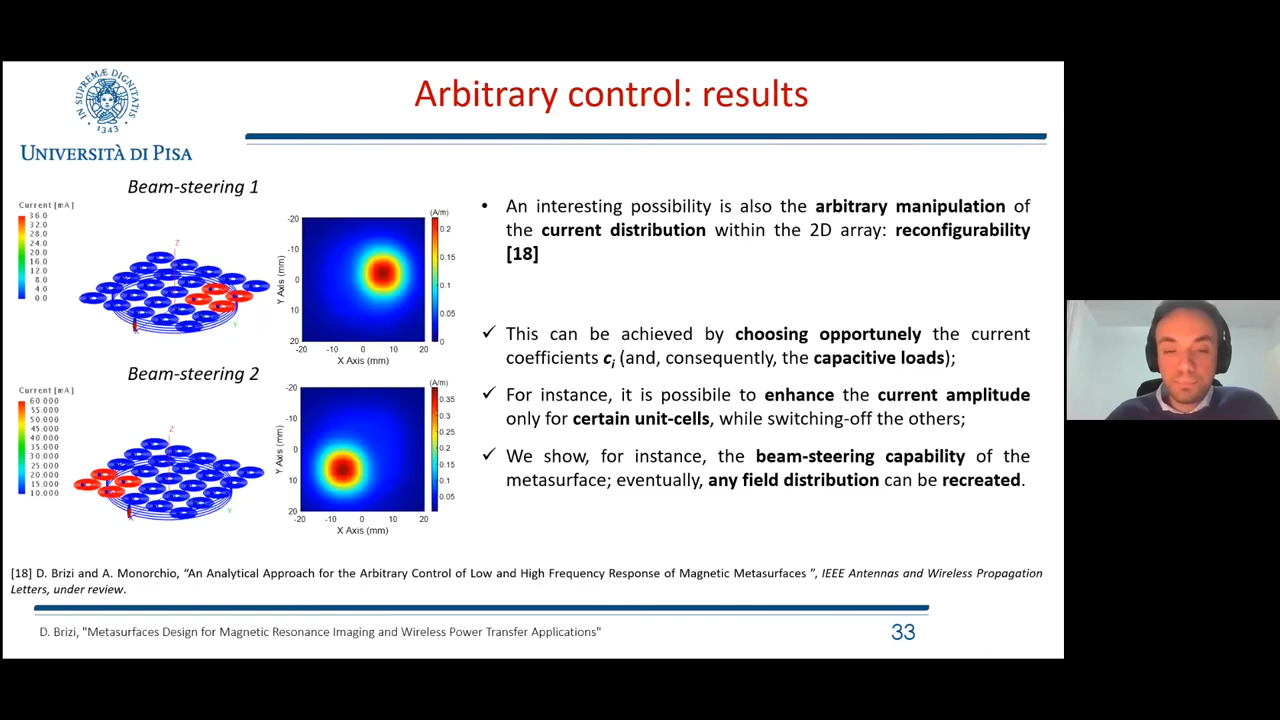 Arbitrary control: results
IN SUPREMÆ DIGNITATIS
·1343·
UNIVERSITÀ DI PISA
Beam-steering 1
Current [mA]
36.0
32.0
28.0
24.0
20.0
16.0
12.0
8.0
4.0
0.0
Z
X
Y
(A/m)
0.2
0.15
0.1
0.05
0
-20
-10
0
10
20
Y Axis (mm)
-20
-10
0
10
20
X Axis (mm)
Beam-steering 2
Current [mA]
60.000
55.000
50.000
45.000
40.000
35.000
30.000
25.000
20.000
15.000
10.000
Z
X
Y
(A/m)
0.35
0.3
0.25
0.2
0.15
0.1
0.05
-20
-10
0
10
20
Y Axis (mm)
-20
-10
0
10
20
X Axis (mm)
• An interesting possibility is also the arbitrary manipulation of
the current distribution within the 2D array: reconfigurability
[18]
✓ This can be achieved by choosing opportunely the current
coefficients ci (and, consequently, the capacitive loads);
✓ For instance, it is possibile to enhance the current amplitude
only for certain unit-cells, while switching-off the others;
✓ We show, for instance, the beam-steering capability of the
metasurface; eventually, any field distribution can be recreated.
[18] D. Brizi and A. Monorchio, “An Analytical Approach for the Arbitrary Control of Low and High Frequency Response of Magnetic Metasurfaces ”, IEEE Antennas and Wireless Propagation
Letters, under review.
D. Brizi, "Metasurfaces Design for Magnetic Resonance Imaging and Wireless Power Transfer Applications"
33